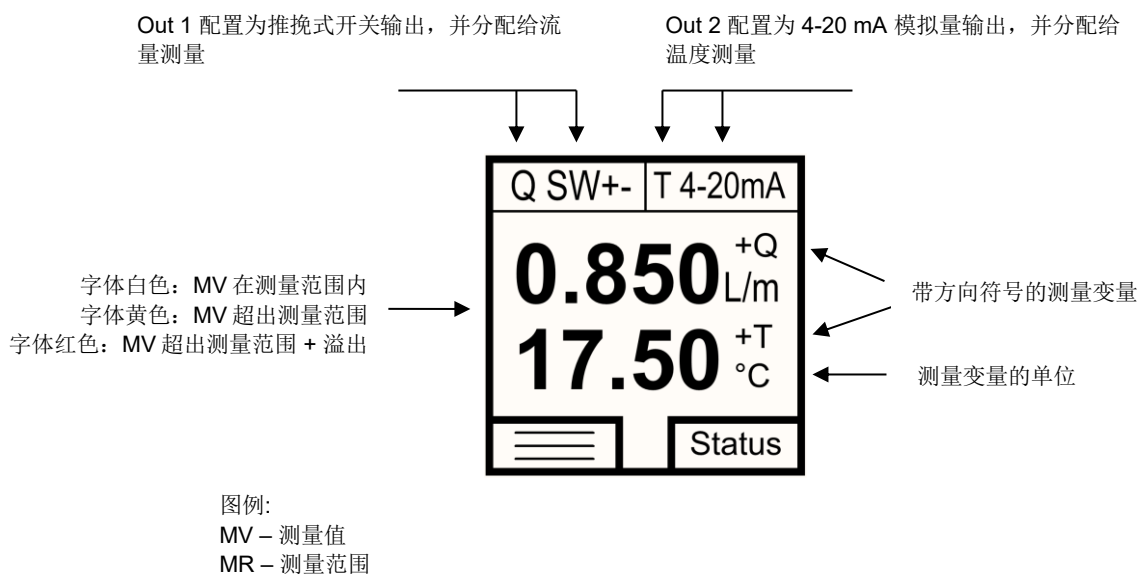 Out 1 配置为推挽式开关输出，并分配给流
量测量
Out 2 配置为 4-20 mA 模拟量输出，并分配给
温度测量
Q SW+-
T 4-20mA
0.850
+Q
L/m
17.50
+T
°C
Status
字体白色：MV 在测量范围内
字体黄色：MV 超出测量范围
字体红色：MV 超出测量范围 + 溢出
带方向符号的测量变量
测量变量的单位
图例:
MV – 测量值
MR – 测量范围